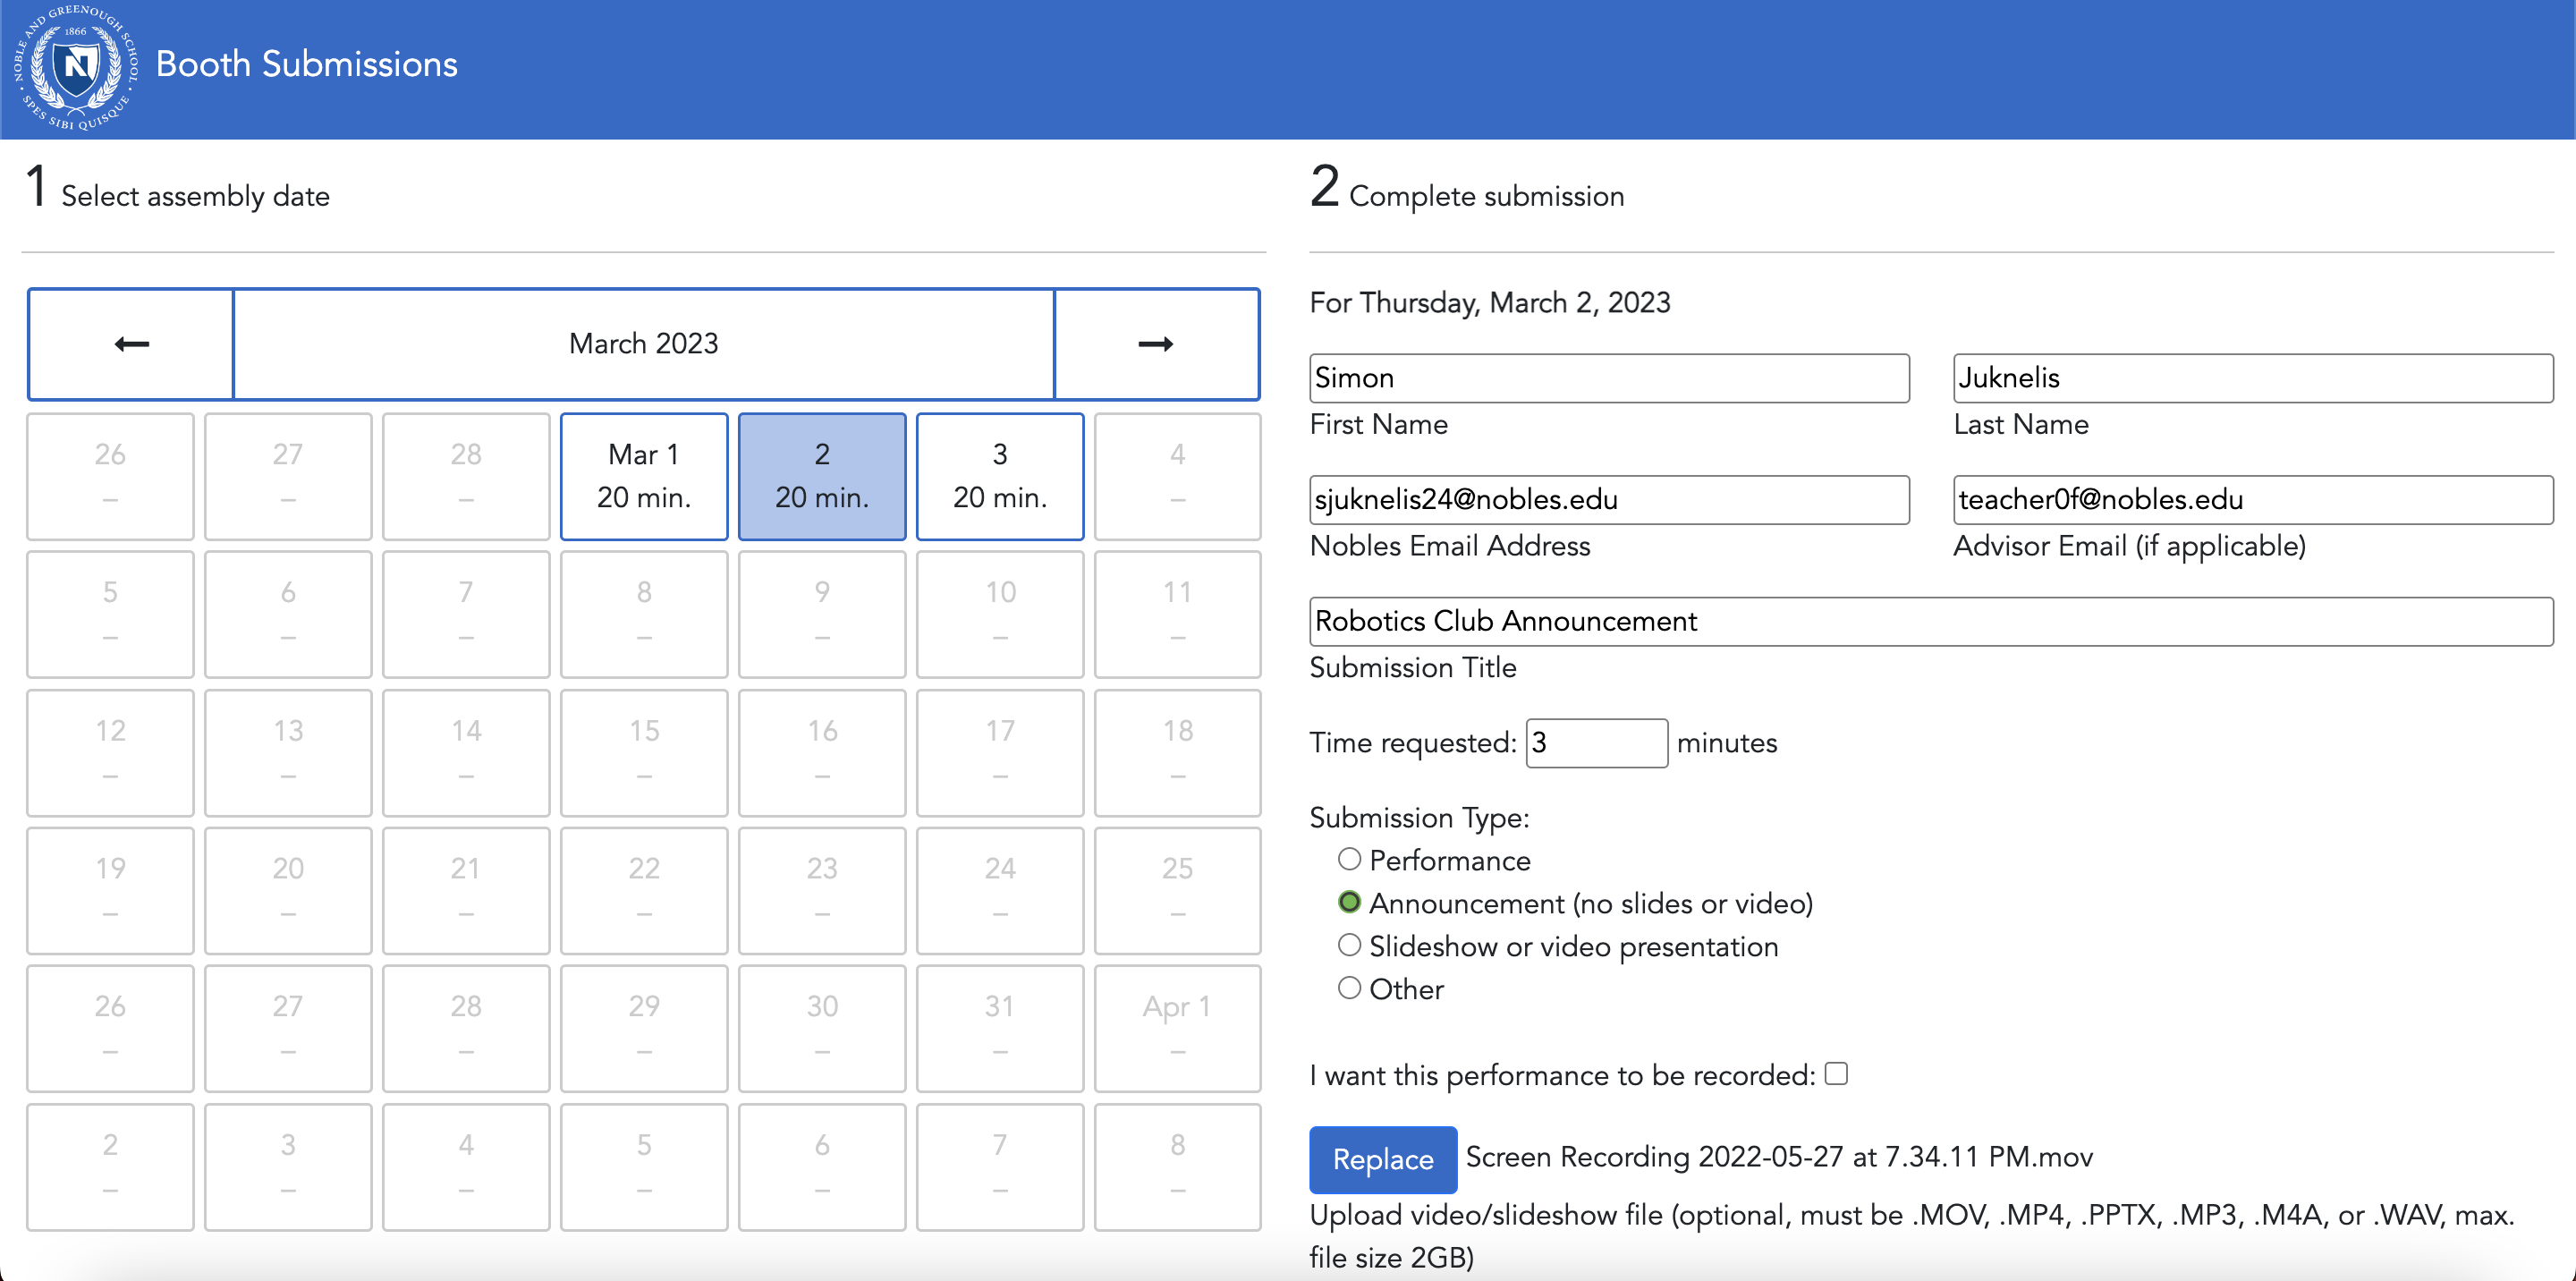 NOBLE AND GREENOUGH SCHOOL · SPES SIBI QUISQUE ·
1866
N
Booth Submissions
1 Select assembly date
← March 2023 →
26 27 28 Mar 1 2 3 4
– – – 20 min. 20 min. 20 min. –
5 6 7 8 9 10 11
– – – – – – –
12 13 14 15 16 17 18
– – – – – – –
19 20 21 22 23 24 25
– – – – – – –
26 27 28 29 30 31 Apr 1
– – – – – – –
2 3 4 5 6 7 8
– – – – – – –
2 Complete submission
For Thursday, March 2, 2023
Simon Juknelis
First Name Last Name
sjuknelis24@nobles.edu teacher0f@nobles.edu
Nobles Email Address Advisor Email (if applicable)
Robotics Club Announcement
Submission Title
Time requested: 3 minutes
Submission Type:
Performance
Announcement (no slides or video)
Slideshow or video presentation
Other
I want this performance to be recorded:
Replace Screen Recording 2022-05-27 at 7.34.11 PM.mov
Upload video/slideshow file (optional, must be .MOV, .MP4, .PPTX, .MP3, .M4A, or .WAV, max.
file size 2GB)